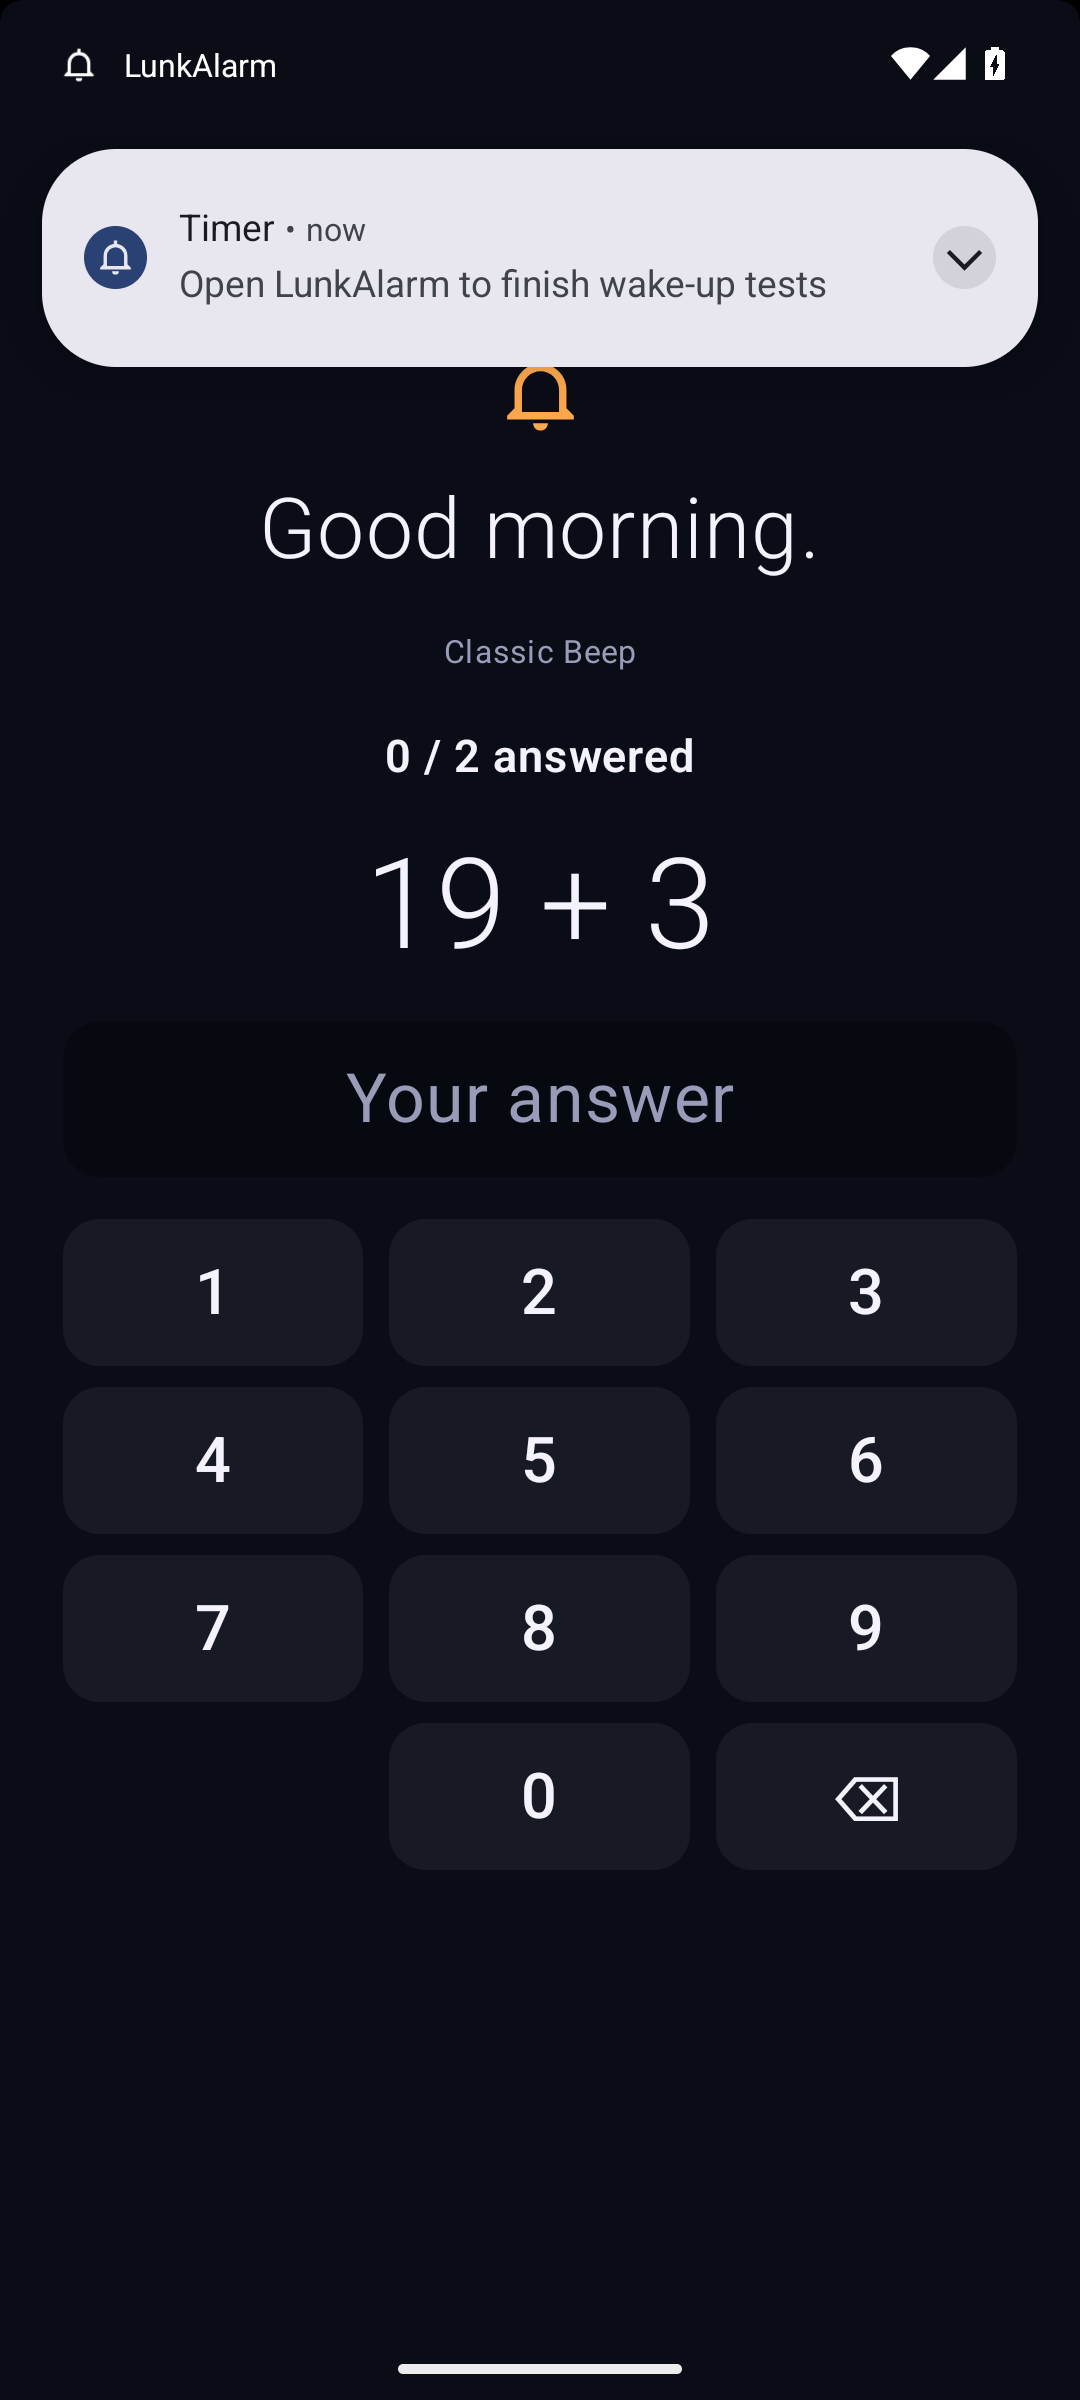 LunkAlarm
Timer • now
Open LunkAlarm to finish wake-up tests
Good morning.
Classic Beep
0 / 2 answered
19 + 3
Your answer
1 2 3
4 5 6
7 8 9
0